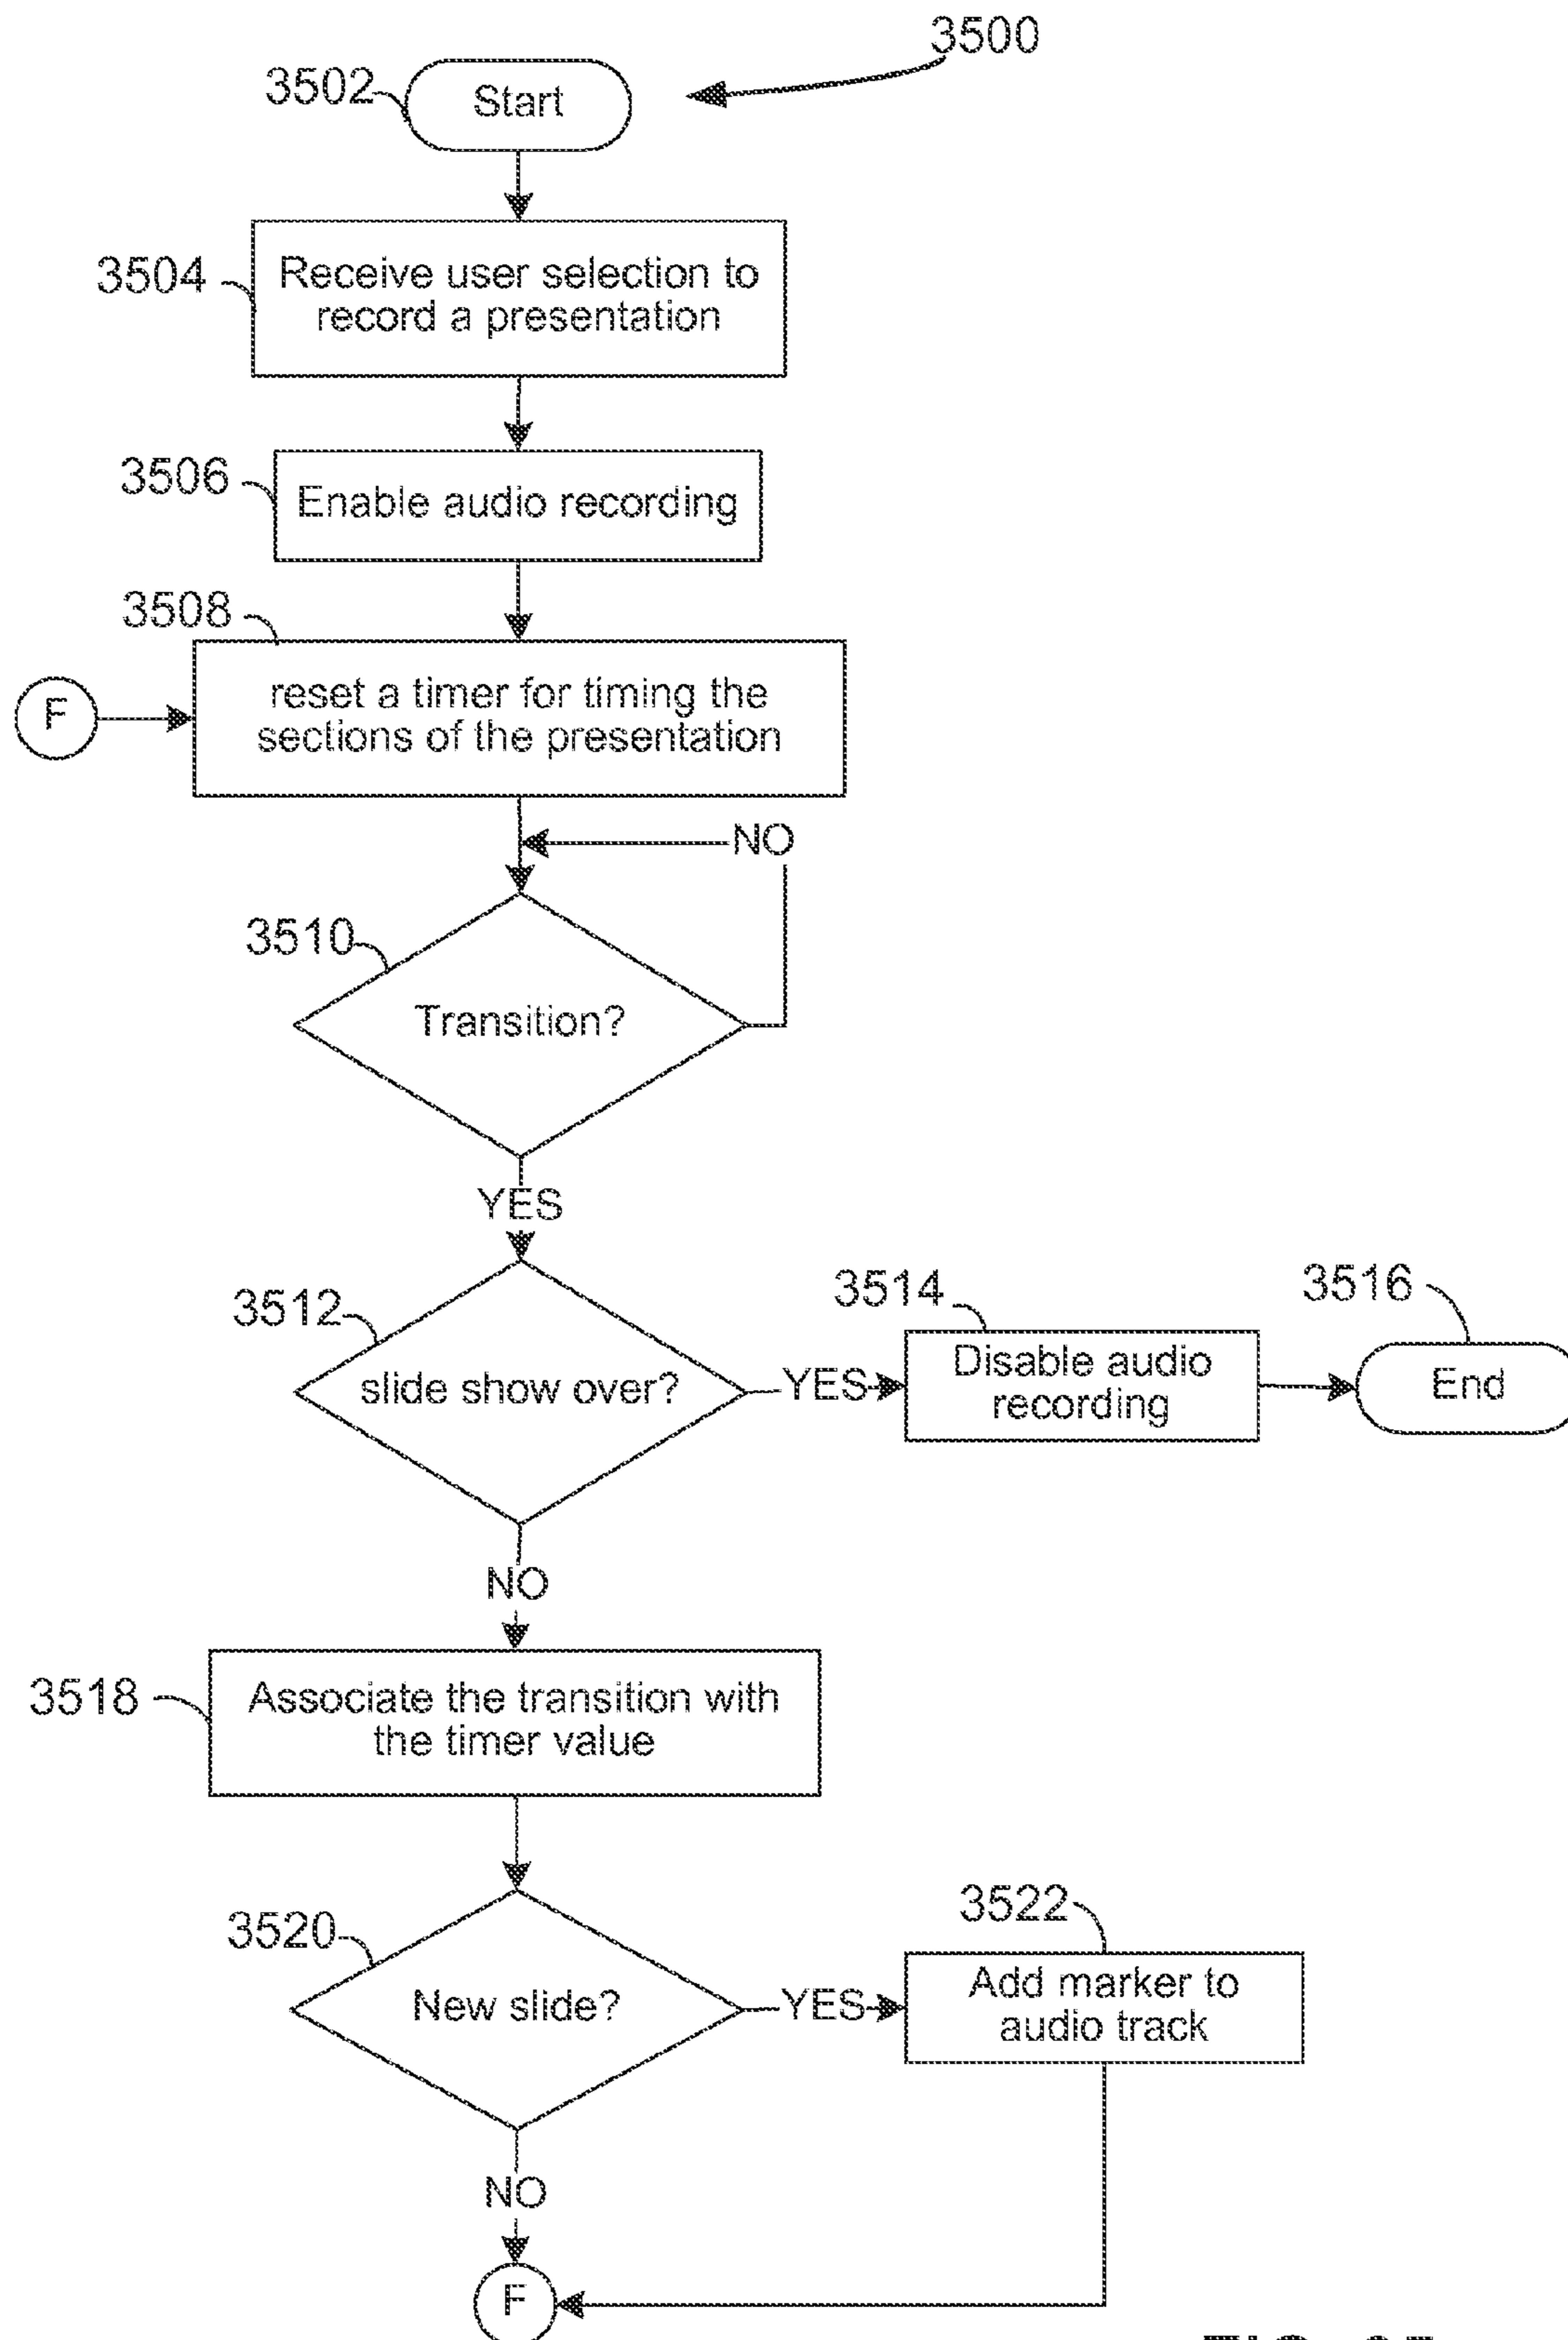 3500
3502
Start
3504
Receive user selection to
record a presentation
3506
Enable audio recording
3508
F
reset a timer for timing the
sections of the presentation
NO
3510
Transition?
YES
3512
slide show over?
YES
3514
Disable audio
recording
3516
End
NO
3518
Associate the transition with
the timer value
3520
New slide?
YES
3522
Add marker to
audio track
NO
F